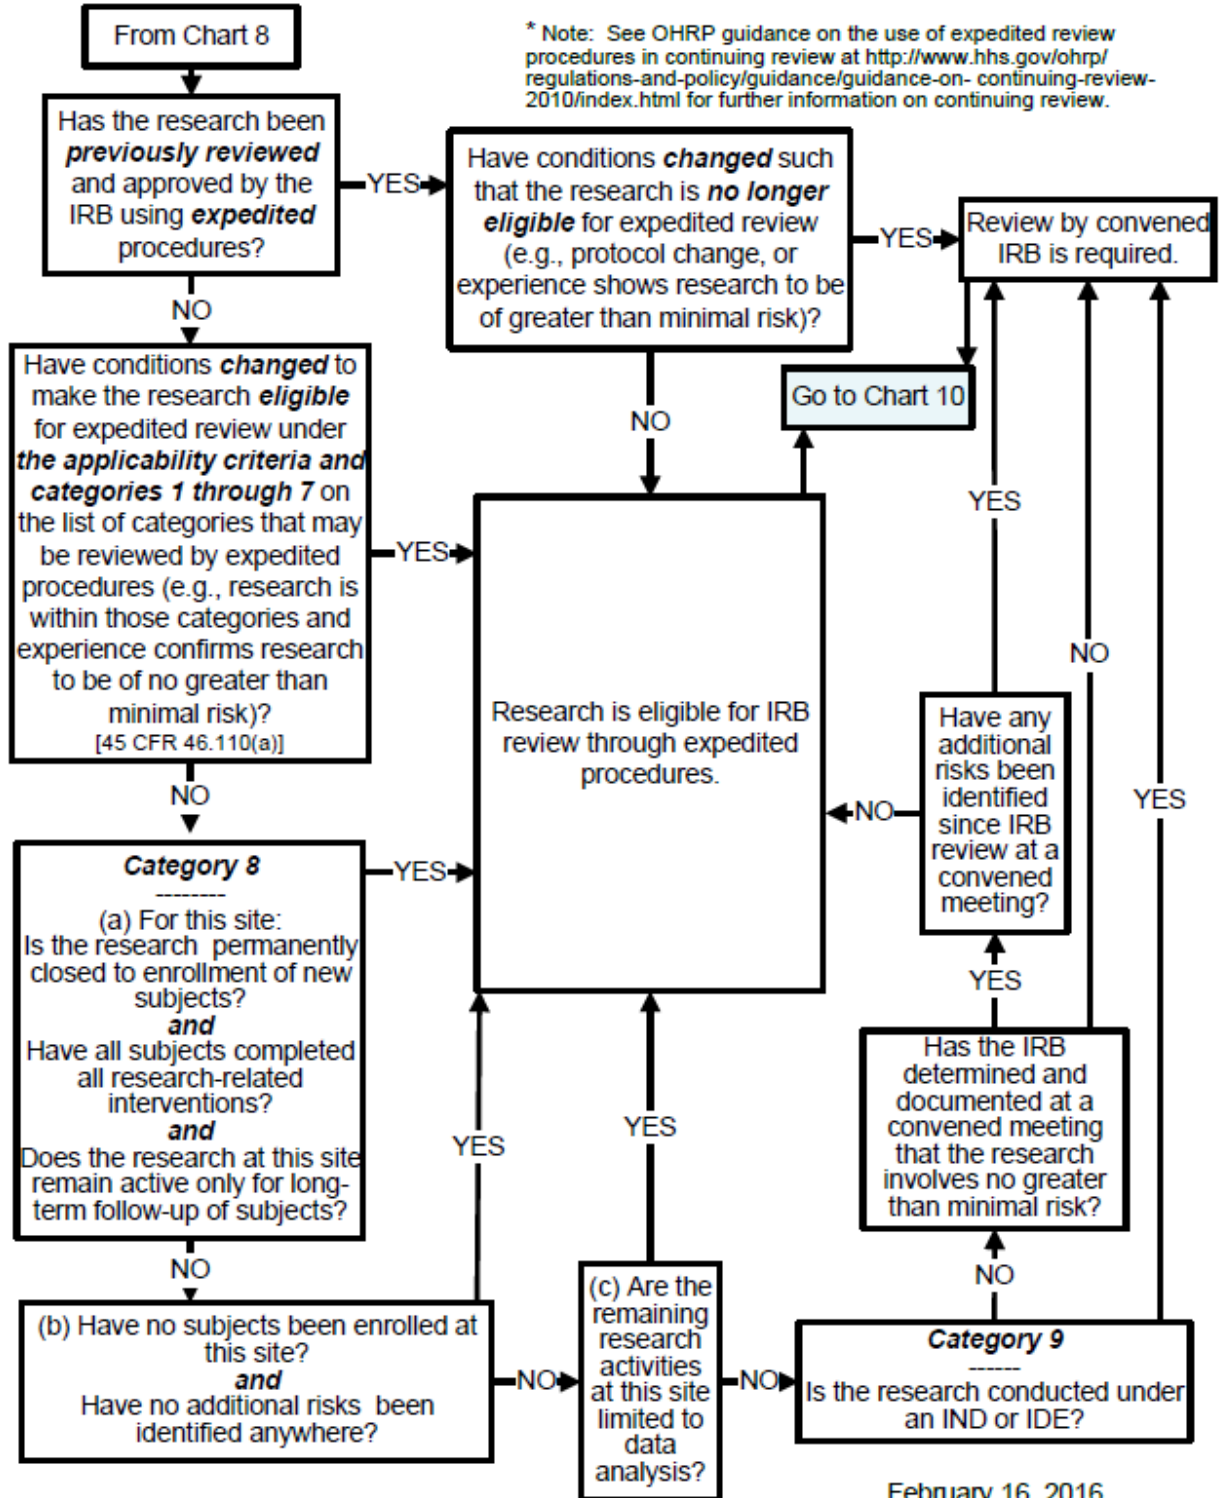 From Chart 8
* Note: See OHRP guidance on the use of expedited review
procedures in continuing review at http://www.hhs.gov/ohrp/
regulations-and-policy/guidance/guidance-on- continuing-review-
2010/index.html for further information on continuing review.
Has the research been
previously reviewed
and approved by the
IRB using expedited
procedures?
YES
Have conditions changed such
that the research is no longer
eligible for expedited review
(e.g., protocol change, or
experience shows research to be
of greater than minimal risk)?
YES
Review by convened
IRB is required.
NO
Have conditions changed to
make the research eligible
for expedited review under
the applicability criteria and
categories 1 through 7 on
the list of categories that may
be reviewed by expedited
procedures (e.g., research is
within those categories and
experience confirms research
to be of no greater than
minimal risk)?
[45 CFR 46.110(a)]
YES
NO
Go to Chart 10
YES
NO
YES
Research is eligible for IRB
review through expedited
procedures.
NO
Have any
additional
risks been
identified
since IRB
review at a
convened
meeting?
NO
Category 8
--------
(a) For this site:
Is the research permanently
closed to enrollment of new
subjects?
and
Have all subjects completed
all research-related
interventions?
and
Does the research at this site
remain active only for long-
term follow-up of subjects?
YES
YES
YES
YES
Has the IRB
determined and
documented at a
convened meeting
that the research
involves no greater
than minimal risk?
NO
NO
(b) Have no subjects been enrolled at
this site?
and
Have no additional risks been
identified anywhere?
NO
(c) Are the
remaining
research
activities
at this site
limited to
data
analysis?
NO
Category 9
------
Is the research conducted under
an IND or IDE?
February 16, 2016